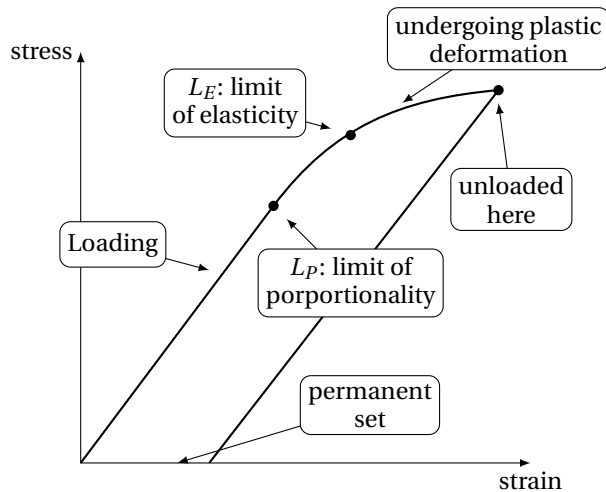 undergoing plastic
deformation
stress
L_E: limit
of elasticity
unloaded
here
Loading
L_P: limit of
porportionality
permanent
set
strain